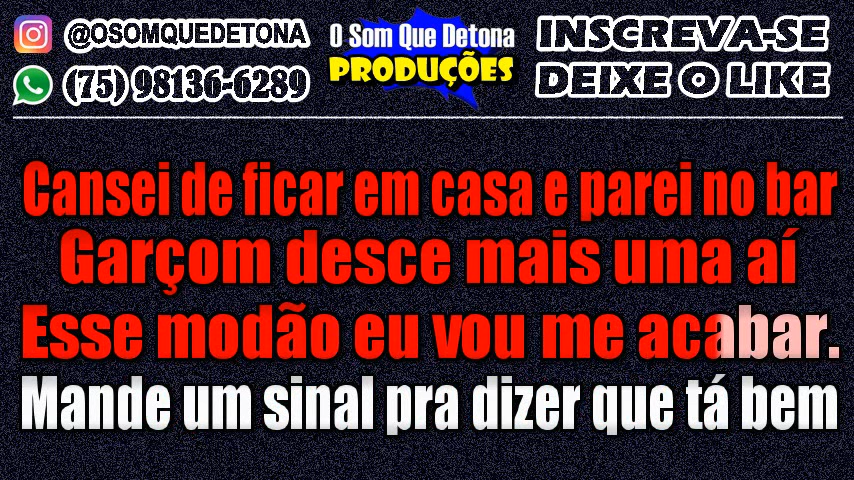 @OSOMQUEDETONA
(75) 98136-6289
O Som Que Detona
PRODUÇÕES
INSCREVA-SE
DEIXE O LIKE
Cansei de ficar em casa e parei no bar
Garçom desce mais uma aí
Esse modão eu vou me acabar.
Mande um sinal pra dizer que tá bem